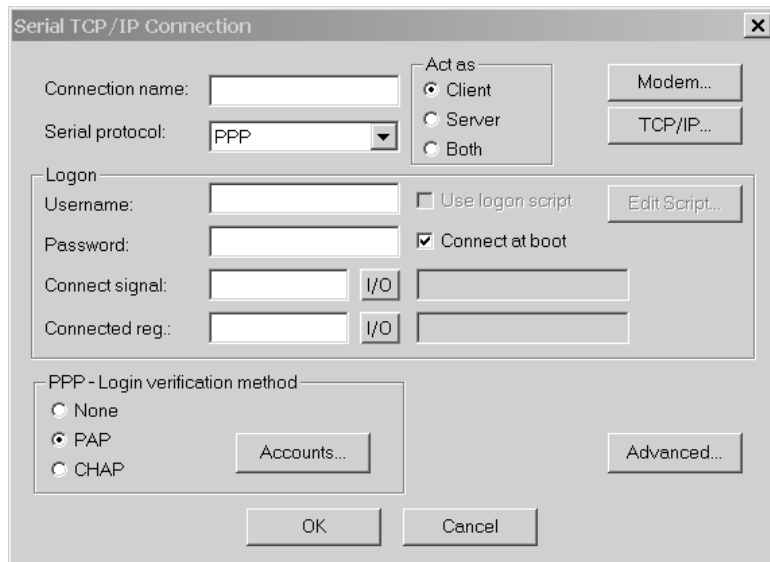 Serial TCP/IP Connection
Connection name:
Serial protocol:
PPP
Act as
Client
Server
Both
Modem...
TCP/IP...
Logon
Username:
Use logon script
Edit Script...
Password:
Connect at boot
Connect signal:
I/O
Connected reg.:
I/O
PPP - Login verification method
None
PAP
CHAP
Accounts...
Advanced...
OK
Cancel